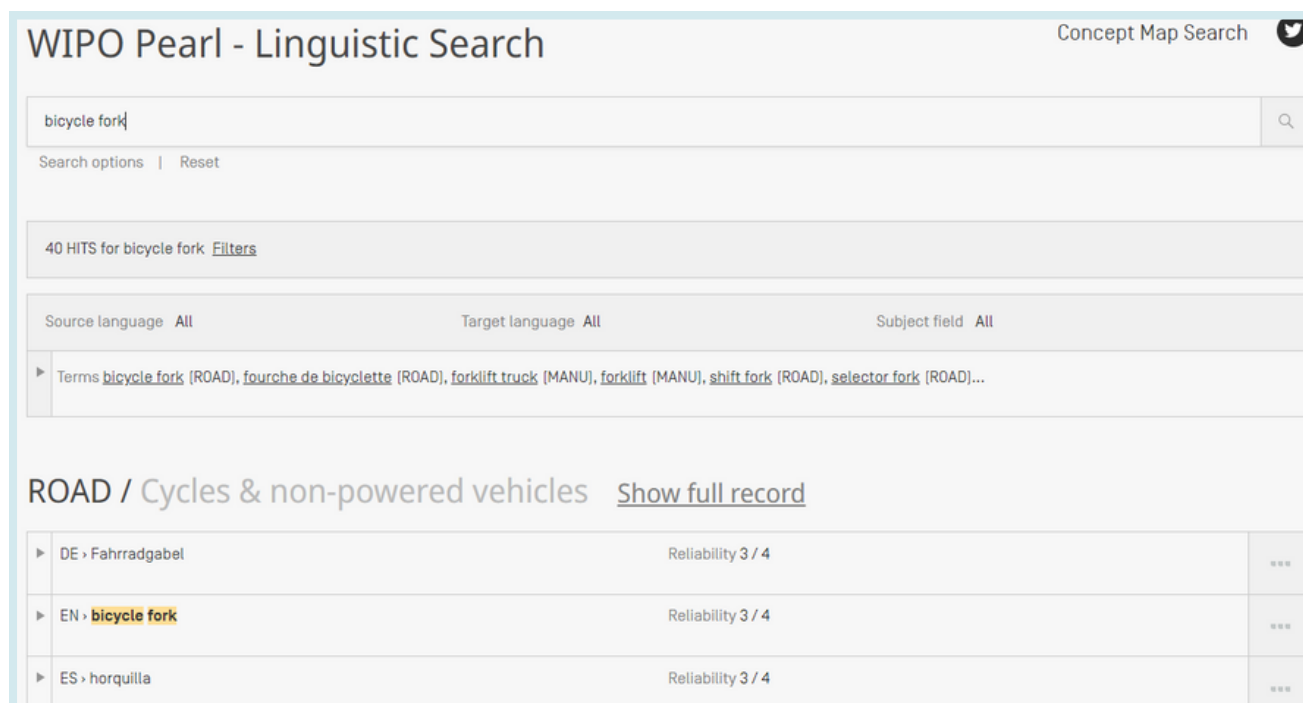 WIPO Pearl - Linguistic Search
Concept Map Search
bicycle fork
Search options | Reset
40 HITS for bicycle fork Filters
Source language All Target language All Subject field All
Terms bicycle fork [ROAD], fourche de bicyclette [ROAD], forklift truck [MANU], forklift [MANU], shift fork [ROAD], selector fork [ROAD]...
ROAD / Cycles & non-powered vehicles Show full record
DE › Fahrradgabel Reliability 3 / 4
EN › bicycle fork Reliability 3 / 4
ES › horquilla Reliability 3 / 4